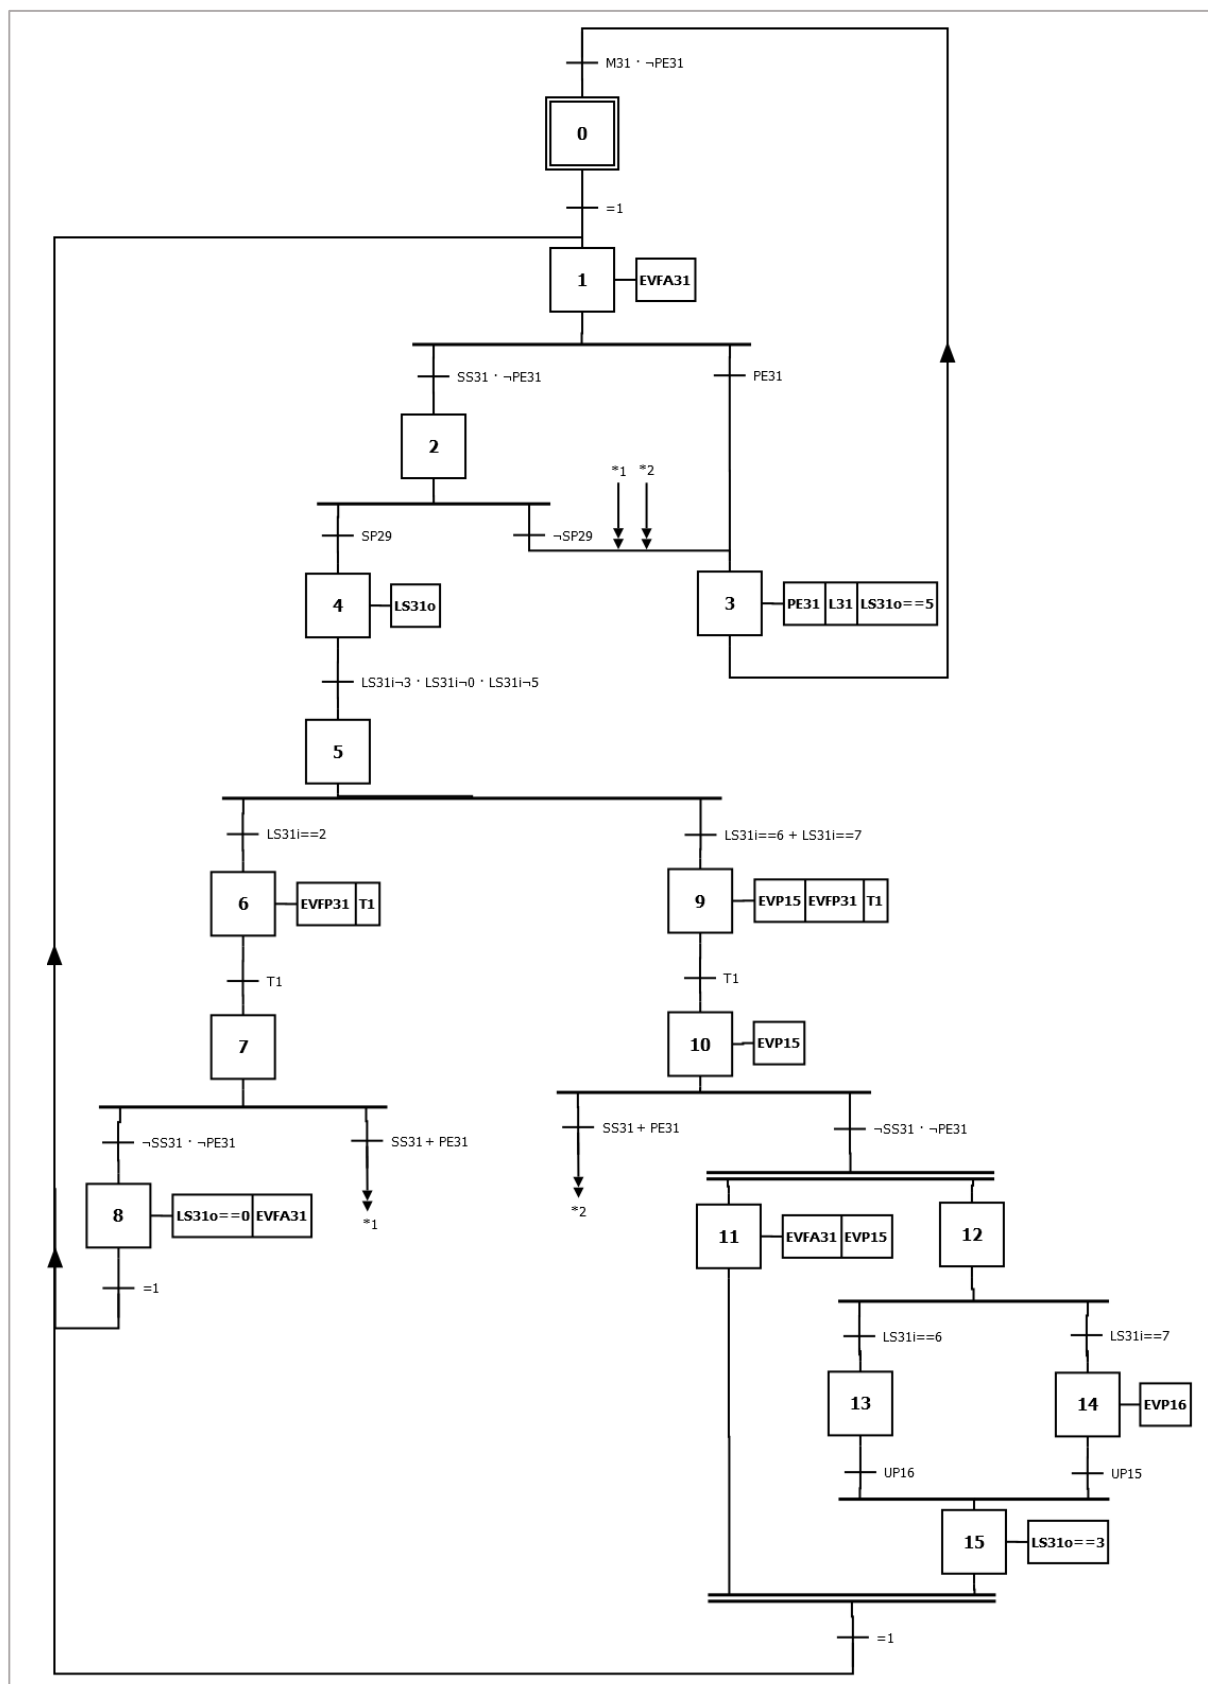 M31 · ¬PE31
0
=1
1
EVFA31
SS31 · ¬PE31
PE31
2
*1 *2
SP29
¬SP29
4
LS31o
3
PE31 L31 LS31o==5
LS31i¬3 · LS31i¬0 · LS31i¬5
5
LS31i==2
LS31i==6 + LS31i==7
6
EVFP31 T1
9
EVP15 EVFP31 T1
T1
T1
7
10
EVP15
¬SS31 · ¬PE31
SS31 + PE31
SS31 + PE31
¬SS31 · ¬PE31
8
LS31o==0 EVFA31
*1
*2
11
EVFA31 EVP15
12
=1
LS31i==6
LS31i==7
13
14
EVP16
UP16
UP15
15
LS31o==3
=1